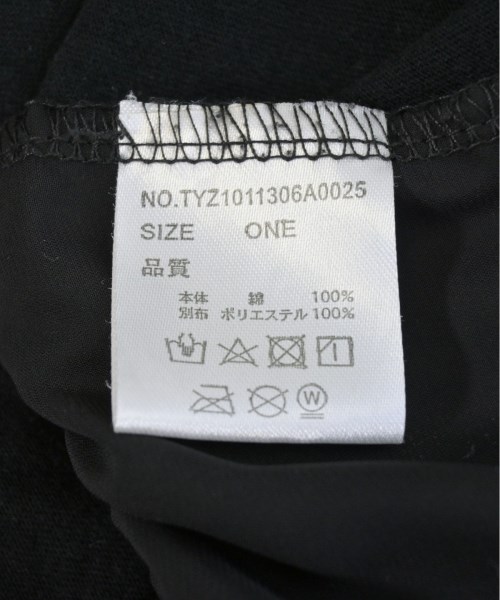 NO.TYZ1011306A0025
SIZE ONE
品質
本体 綿 100%
別布 ポリエステル 100%
W